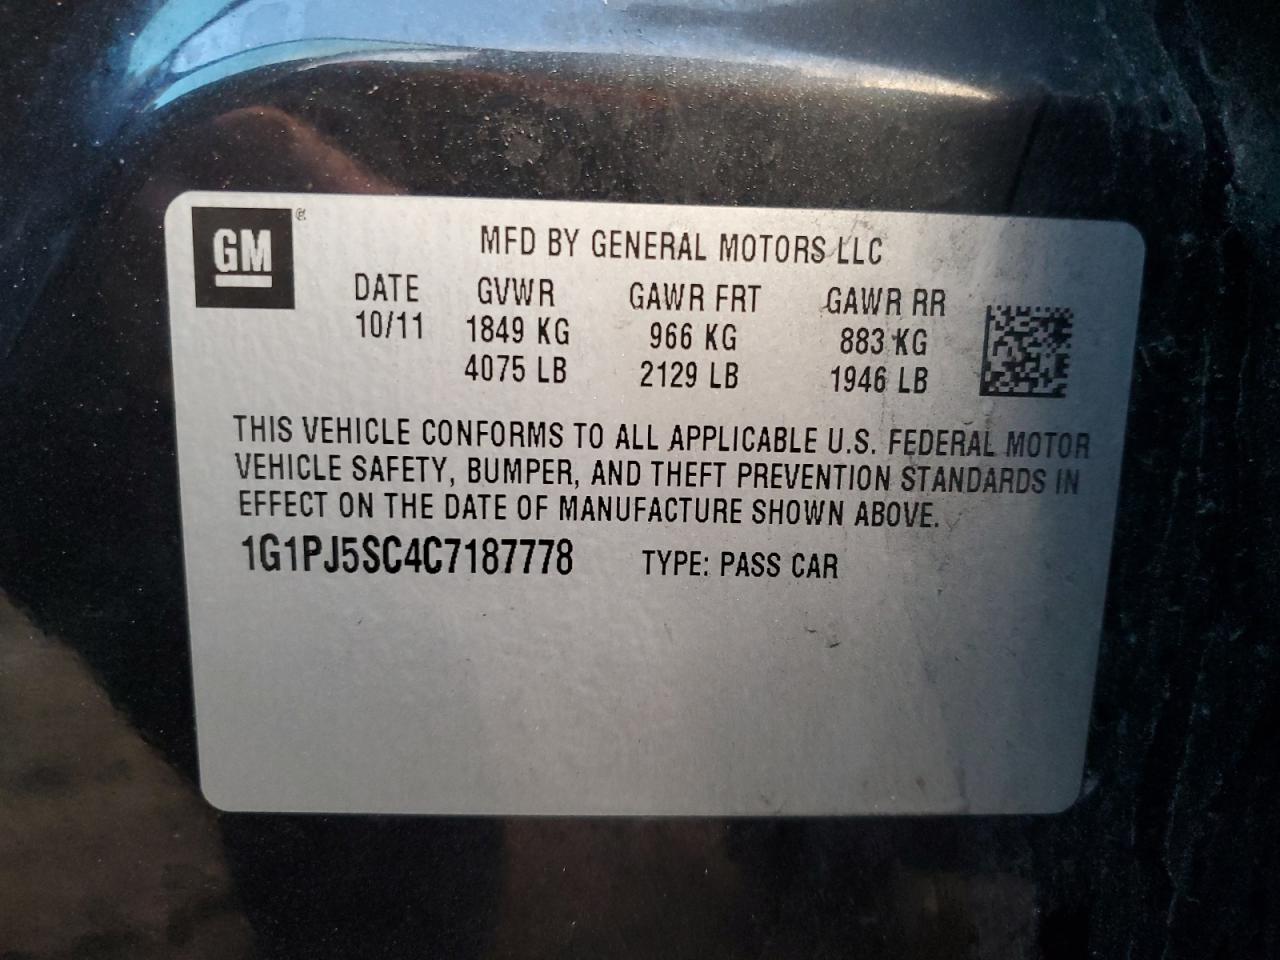 GM ®
MFD BY GENERAL MOTORS LLC
DATE GVWR GAWR FRT GAWR RR
10/11 1849 KG 966 KG 883 KG
4075 LB 2129 LB 1946 LB
THIS VEHICLE CONFORMS TO ALL APPLICABLE U.S. FEDERAL MOTOR
VEHICLE SAFETY, BUMPER, AND THEFT PREVENTION STANDARDS IN
EFFECT ON THE DATE OF MANUFACTURE SHOWN ABOVE.
1G1PJ5SC4C7187778 TYPE: PASS CAR